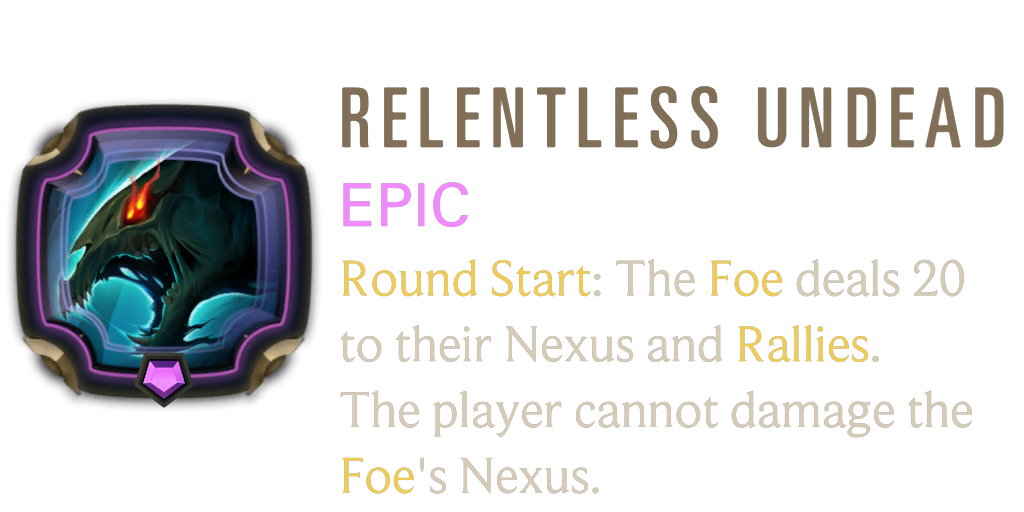 RELENTLESS UNDEAD
EPIC
Round Start: The Foe deals 20
to their Nexus and Rallies.
The player cannot damage the
Foe's Nexus.